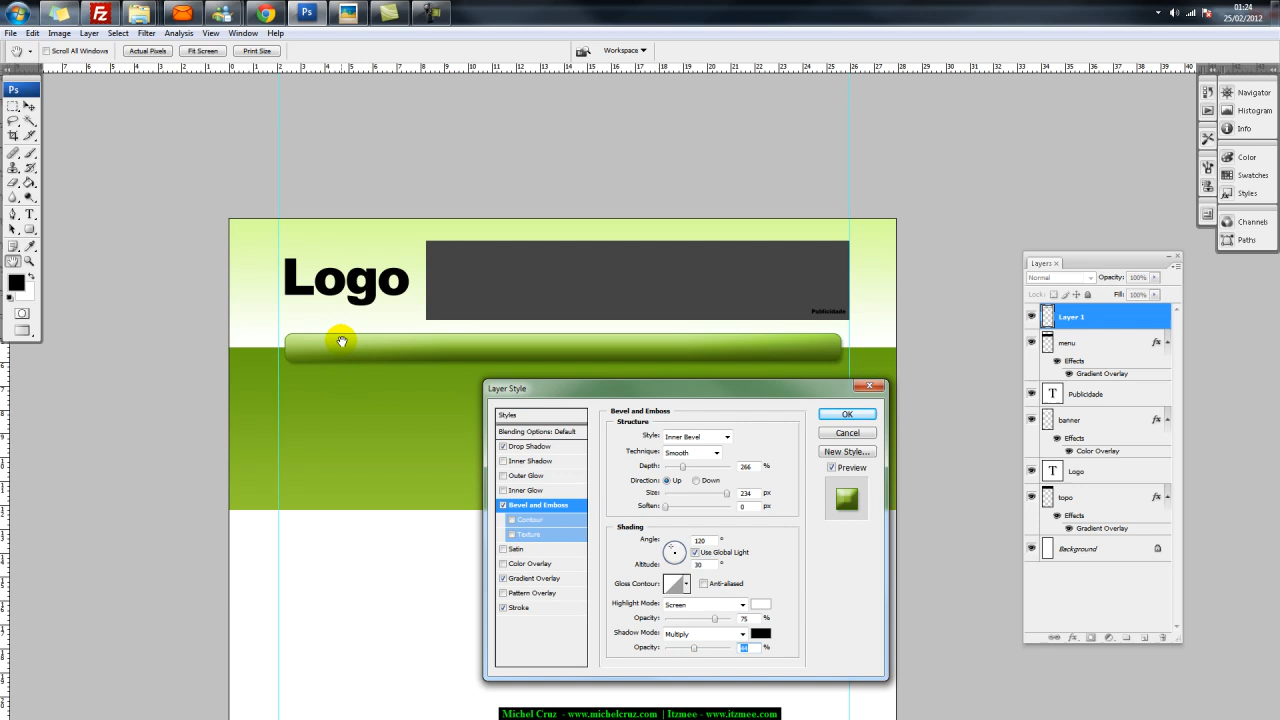 01:24
25/02/2012
File Edit Image Layer Select Filter Analysis View Window Help
Scroll All Windows Actual Pixels Fit Screen Print Size Workspace
Ps
Navigator
Histogram
Info
Color
Swatches
Styles
Channels
Paths
Logo
Publicidade
Layers
Normal Opacity: 100%
Lock: Fill: 100%
Layer 1
menu fx
Effects
Gradient Overlay
T Publicidade
banner fx
Effects
Color Overlay
T Logo
topo fx
Effects
Gradient Overlay
Background
Layer Style
Styles
Blending Options: Default
Drop Shadow
Inner Shadow
Outer Glow
Inner Glow
Bevel and Emboss
Contour
Texture
Satin
Color Overlay
Gradient Overlay
Pattern Overlay
Stroke
Bevel and Emboss
Structure
Style: Inner Bevel
Technique: Smooth
Depth: 266 %
Direction: Up Down
Size: 234 px
Soften: 0 px
Shading
Angle: 120 °
Use Global Light
Altitude: 30 °
Gloss Contour: Anti-aliased
Highlight Mode: Screen
Opacity: 75 %
Shadow Mode: Multiply
Opacity: 44 %
OK
Cancel
New Style...
Preview
Michel Cruz - www.michelcruz.com | Itzmee - www.itzmee.com